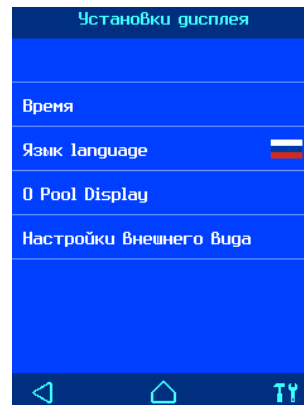 Установки дисплея
Время
Язык language
О Pool Display
Настройки внешнего вида